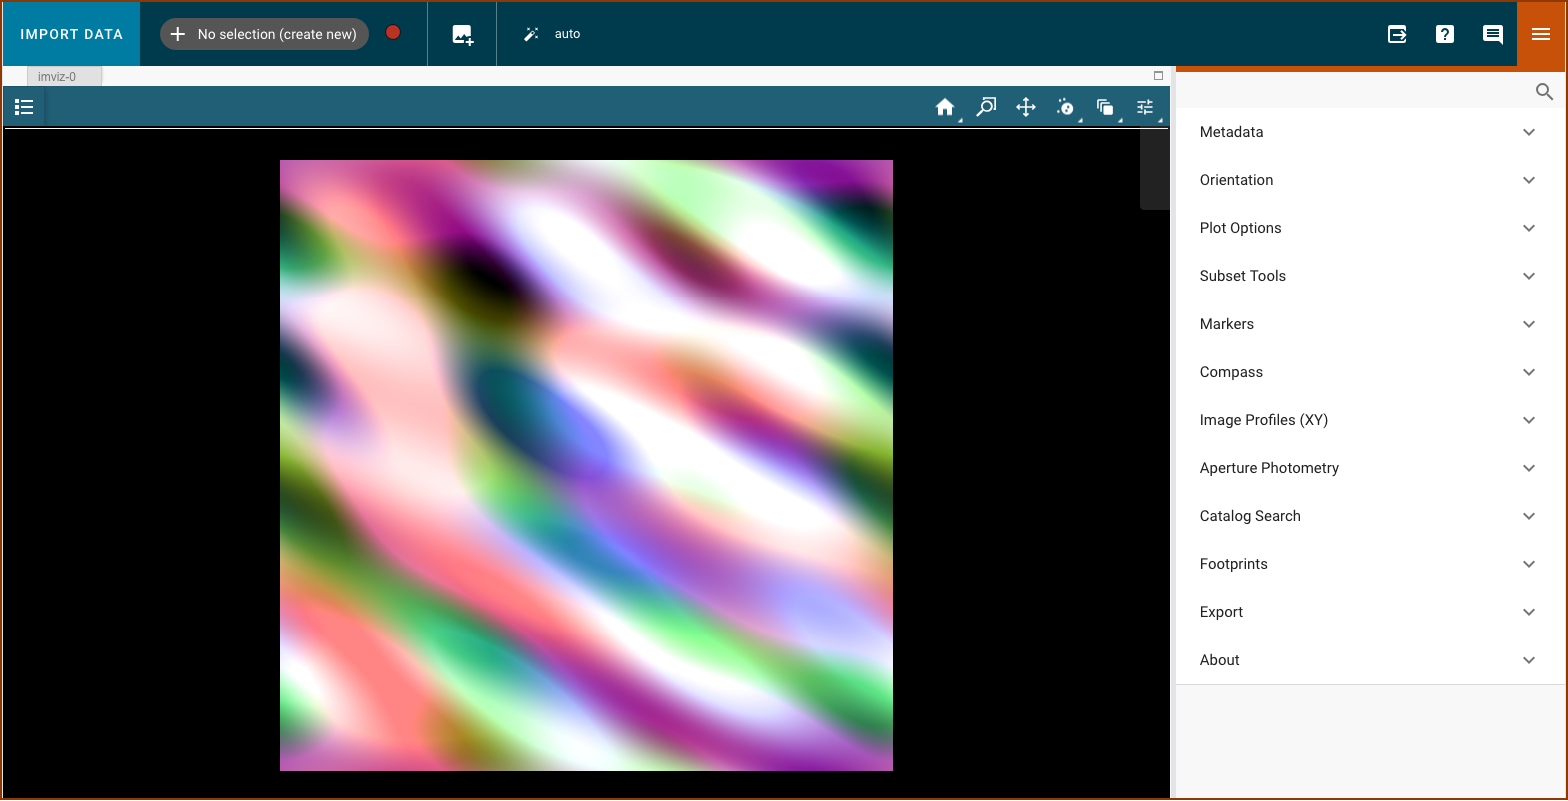 IMPORT DATA
No selection (create new)
auto
imviz-0
Metadata
Orientation
Plot Options
Subset Tools
Markers
Compass
Image Profiles (XY)
Aperture Photometry
Catalog Search
Footprints
Export
About